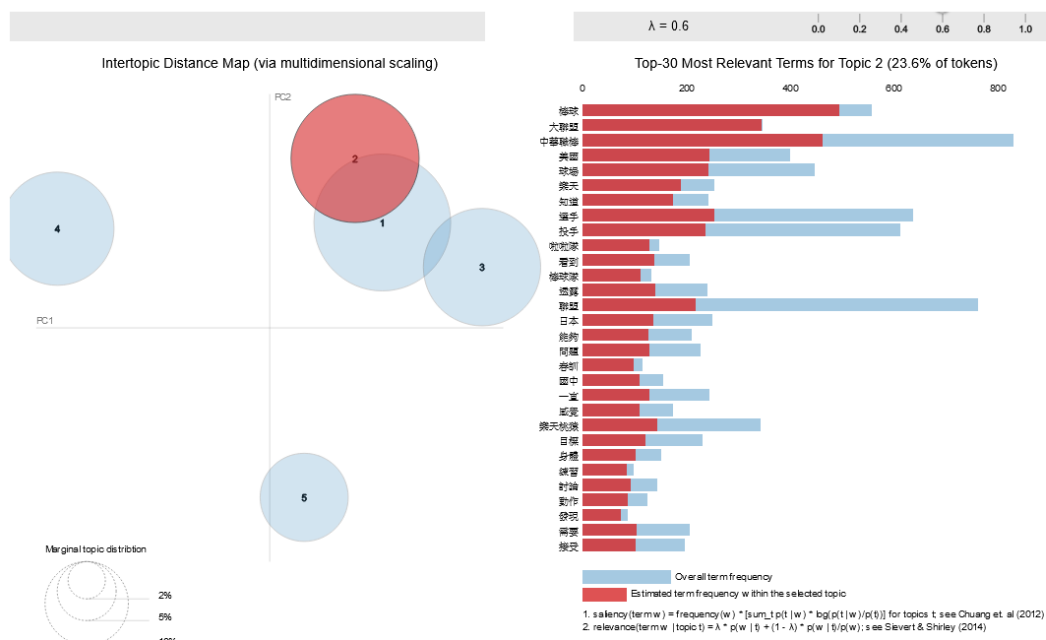 λ = 0.6
0.0 0.2 0.4 0.6 0.8 1.0
Intertopic Distance Map (via multidimensional scaling)
PC2
PC1
2
1
3
4
5
Marginal topic distribtion
2%
5%
Top-30 Most Relevant Terms for Topic 2 (23.6% of tokens)
0 200 400 600 800
棒球
大聯盟
中華職棒
美國
球場
樂天
知道
選手
投手
啦啦隊
看到
棒球隊
透露
聯盟
日本
能夠
問題
春訓
國中
一直
感覺
樂天桃猿
目標
身體
練習
討論
動作
發現
需要
接受
Overall term frequency
Estimated term frequency within the selected topic
1. saliency(term w) = frequency(w) * [sum_t p(t | w) * log(p(t | w)/p(t))] for topics t; see Chuang et. al (2012)
2. relevance(term w | topic t) = λ * p(w | t) + (1 - λ) * p(w | t)/p(w); see Sievert & Shirley (2014)